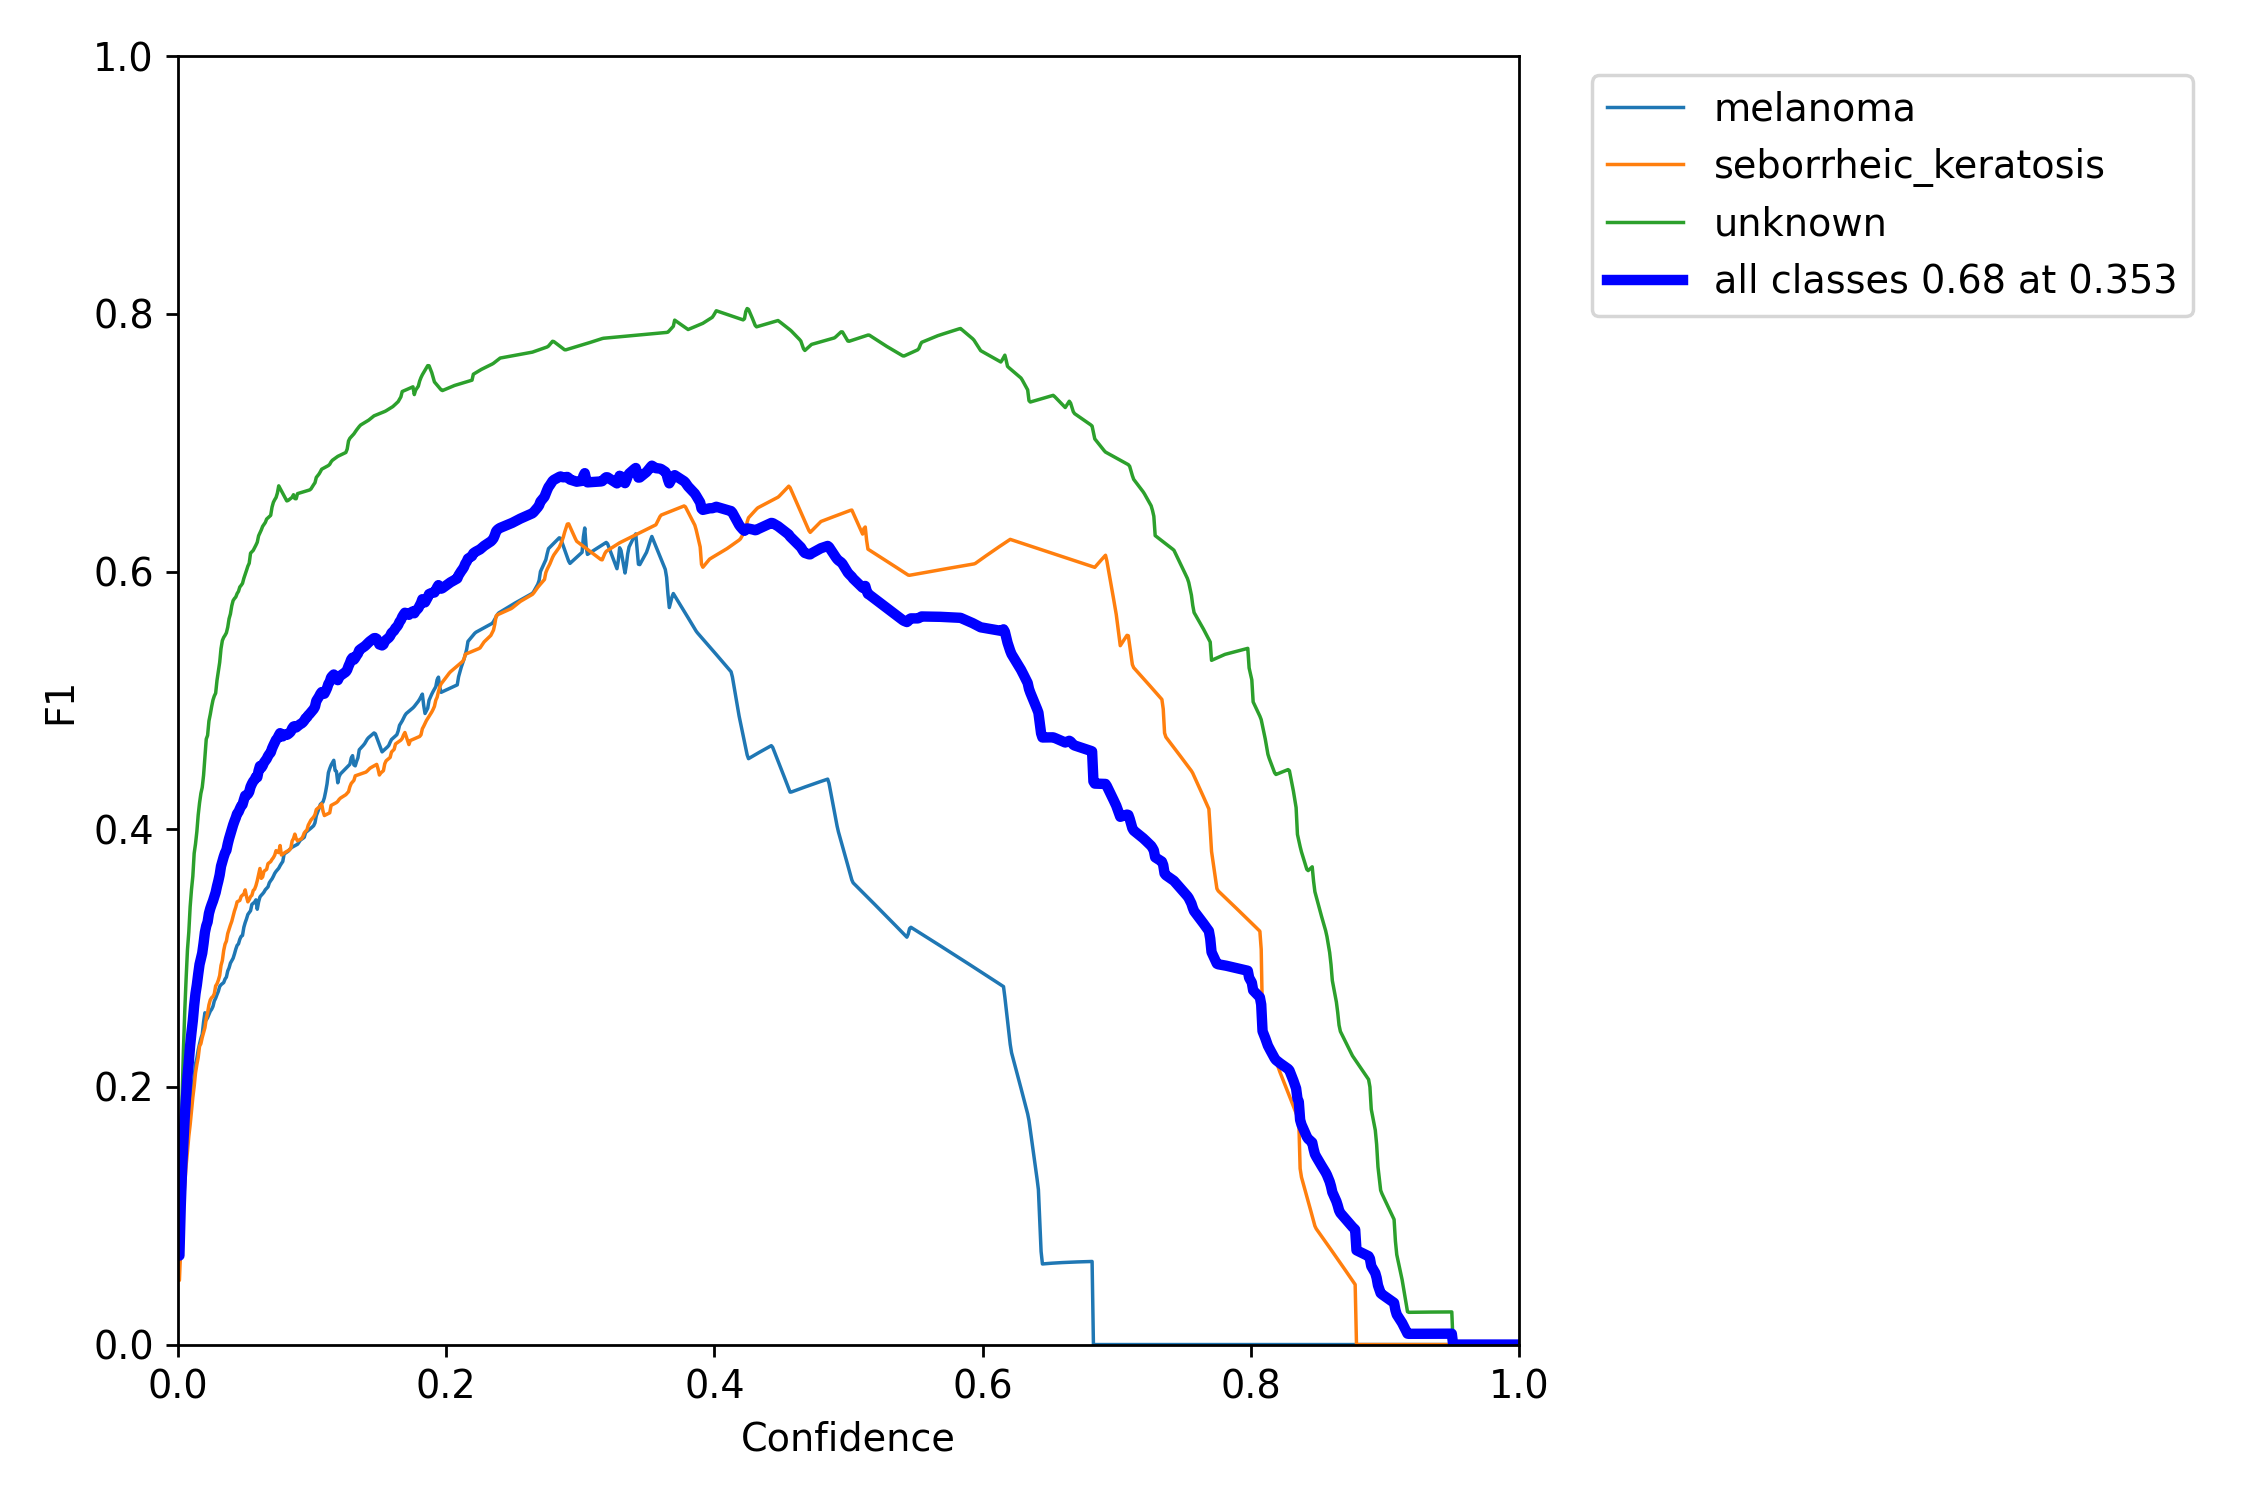 1.0
0.8
0.6
0.4
0.2
0.0
F1
0.0 0.2 0.4 0.6 0.8 1.0
Confidence
melanoma
seborrheic_keratosis
unknown
all classes 0.68 at 0.353